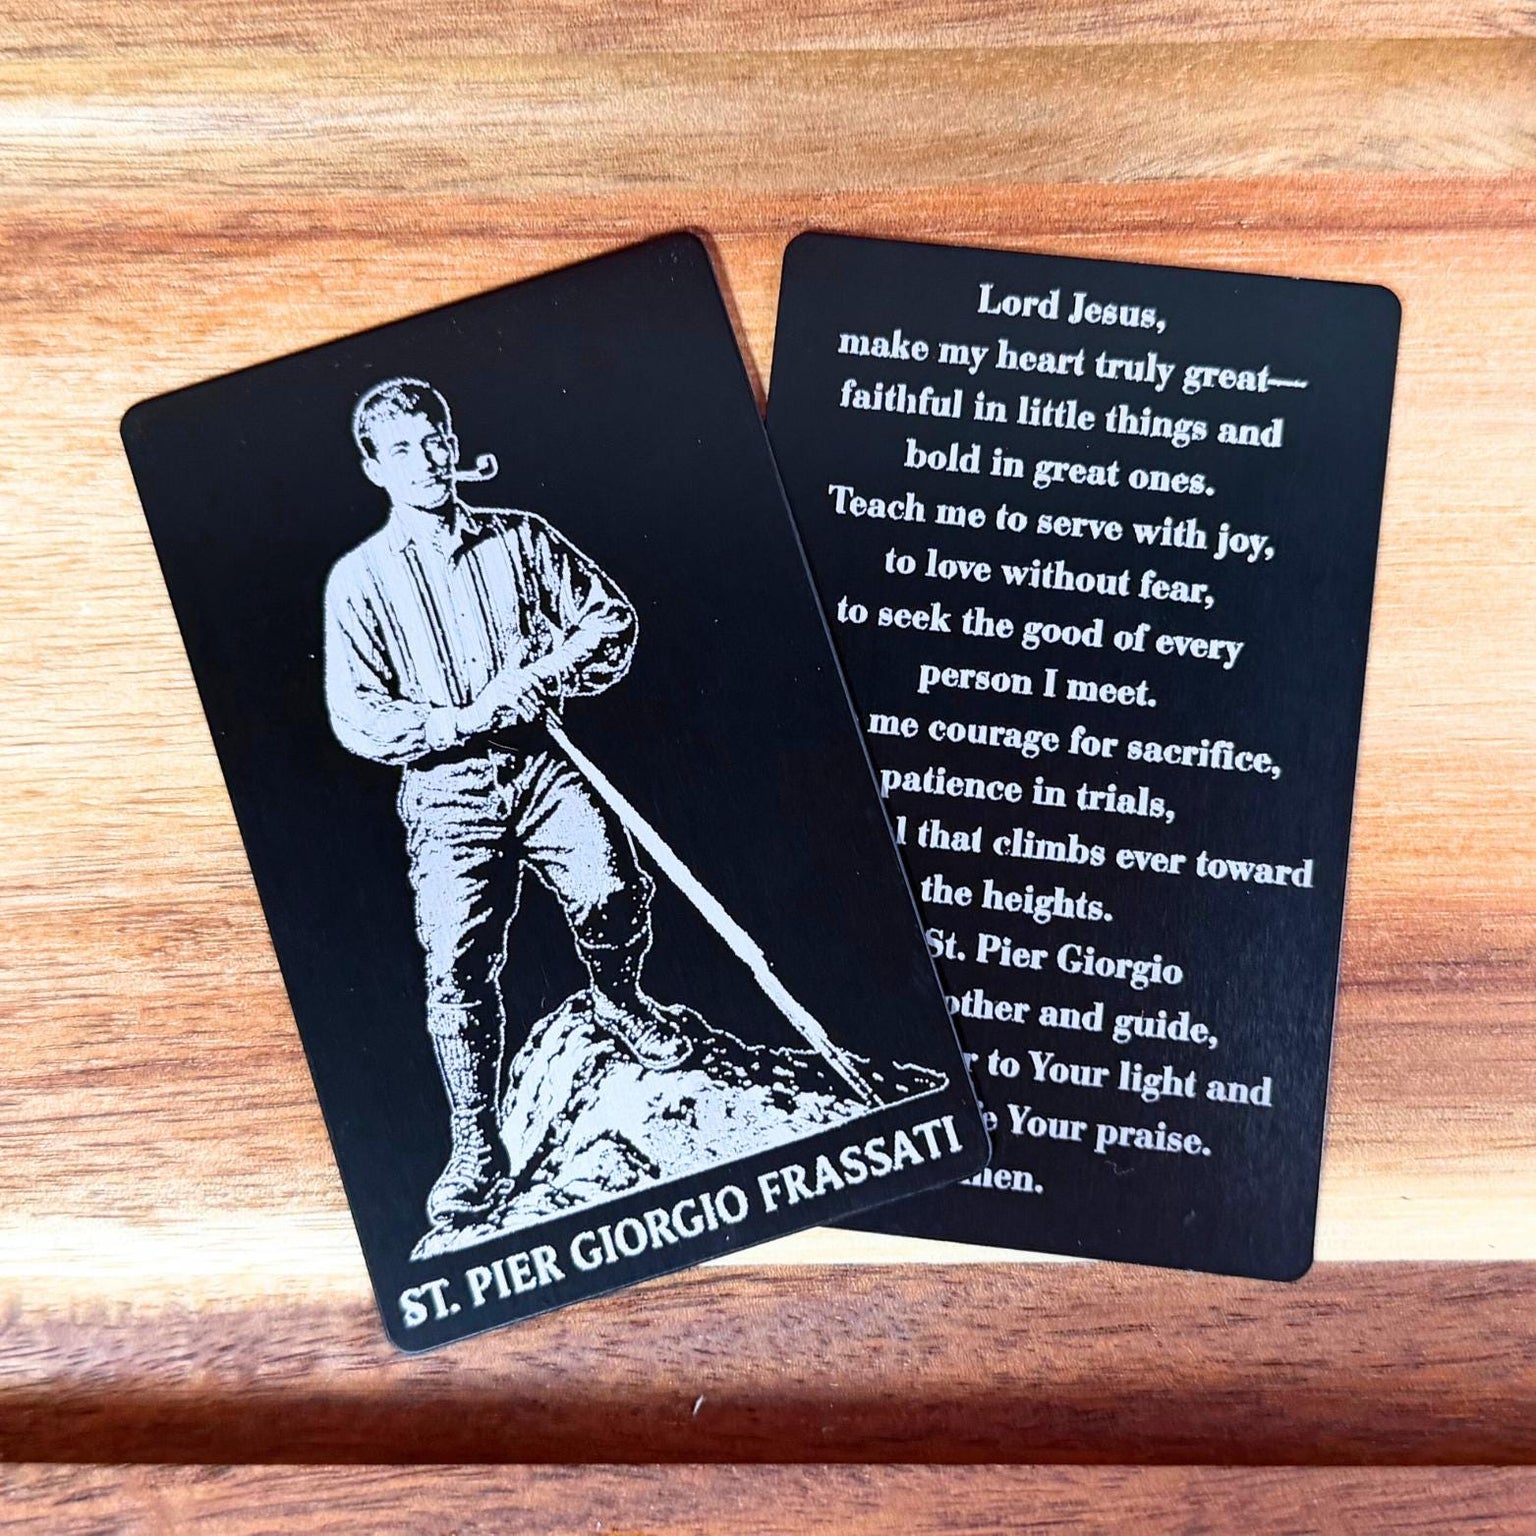 ST. PIER GIORGIO FRASSATI
Lord Jesus,
make my heart truly great—
faithful in little things and
bold in great ones.
Teach me to serve with joy,
to love without fear,
to seek the good of every
person I meet.
me courage for sacrifice,
patience in trials,
that climbs ever toward
the heights.
St. Pier Giorgio
and guide,
to Your light and
Your praise.